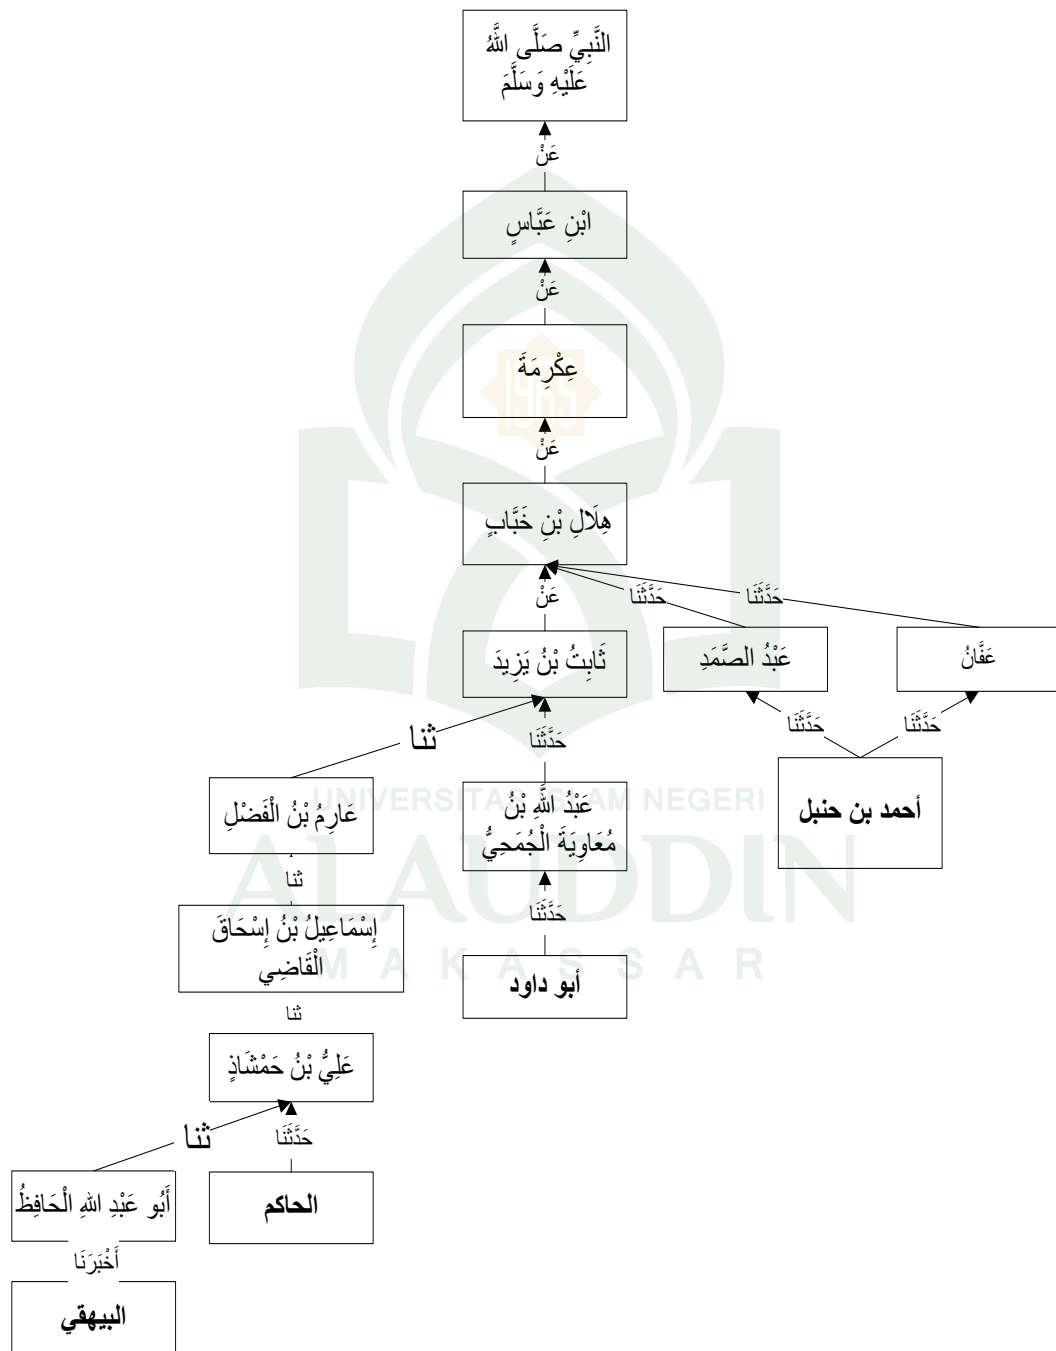 النَّبِيِّ صَلَّى اللَّهُ
عَلَيْهِ وَسَلَّمَ
عَنْ
ابْنِ عَبَّاسٍ
عَنْ
عِكْرِمَةَ
1965
عَنْ
هِلَالِ بْنِ خَبَّابٍ
عَنْ
حَدَّثَنَا
حَدَّثَنَا
ثَابِتُ بْنُ يَزِيدَ
عَبْدُ الصَّمَدِ
عَفَّانُ
ثنا
حَدَّثَنَا
حَدَّثَنَا
حَدَّثَنَا
عَارِمُ بْنُ الْفَضْلِ
عَبْدُ اللَّهِ بْنُ
مُعَاوِيَةَ الْجُمَحِيُّ
أحمد بن حنبل
UNIVERSITAS ISLAM NEGERI
ALAUDDIN
MAKASSAR
ثنا
حَدَّثَنَا
إِسْمَاعِيلُ بْنُ إِسْحَاقَ
الْقَاضِي
أبو داود
ثنا
عَلِيُّ بْنُ حَمْشَاذٍ
ثنا
حَدَّثَنَا
أَبُو عَبْدِ اللهِ الْحَافِظُ
الحاكم
أَخْبَرَنَا
البيهقي